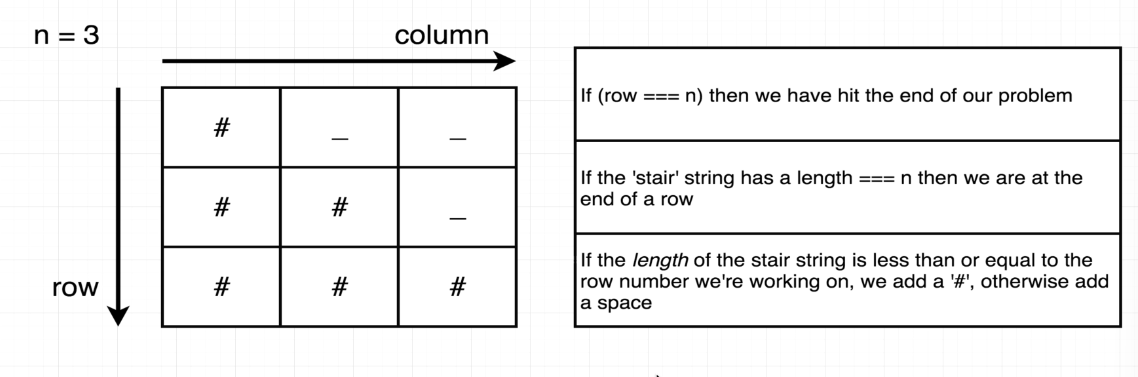 n = 3
column
row
# _ _
# # _
# # #
If (row === n) then we have hit the end of our problem
If the 'stair' string has a length === n then we are at the
end of a row
If the length of the stair string is less than or equal to the
row number we're working on, we add a '#', otherwise add
a space